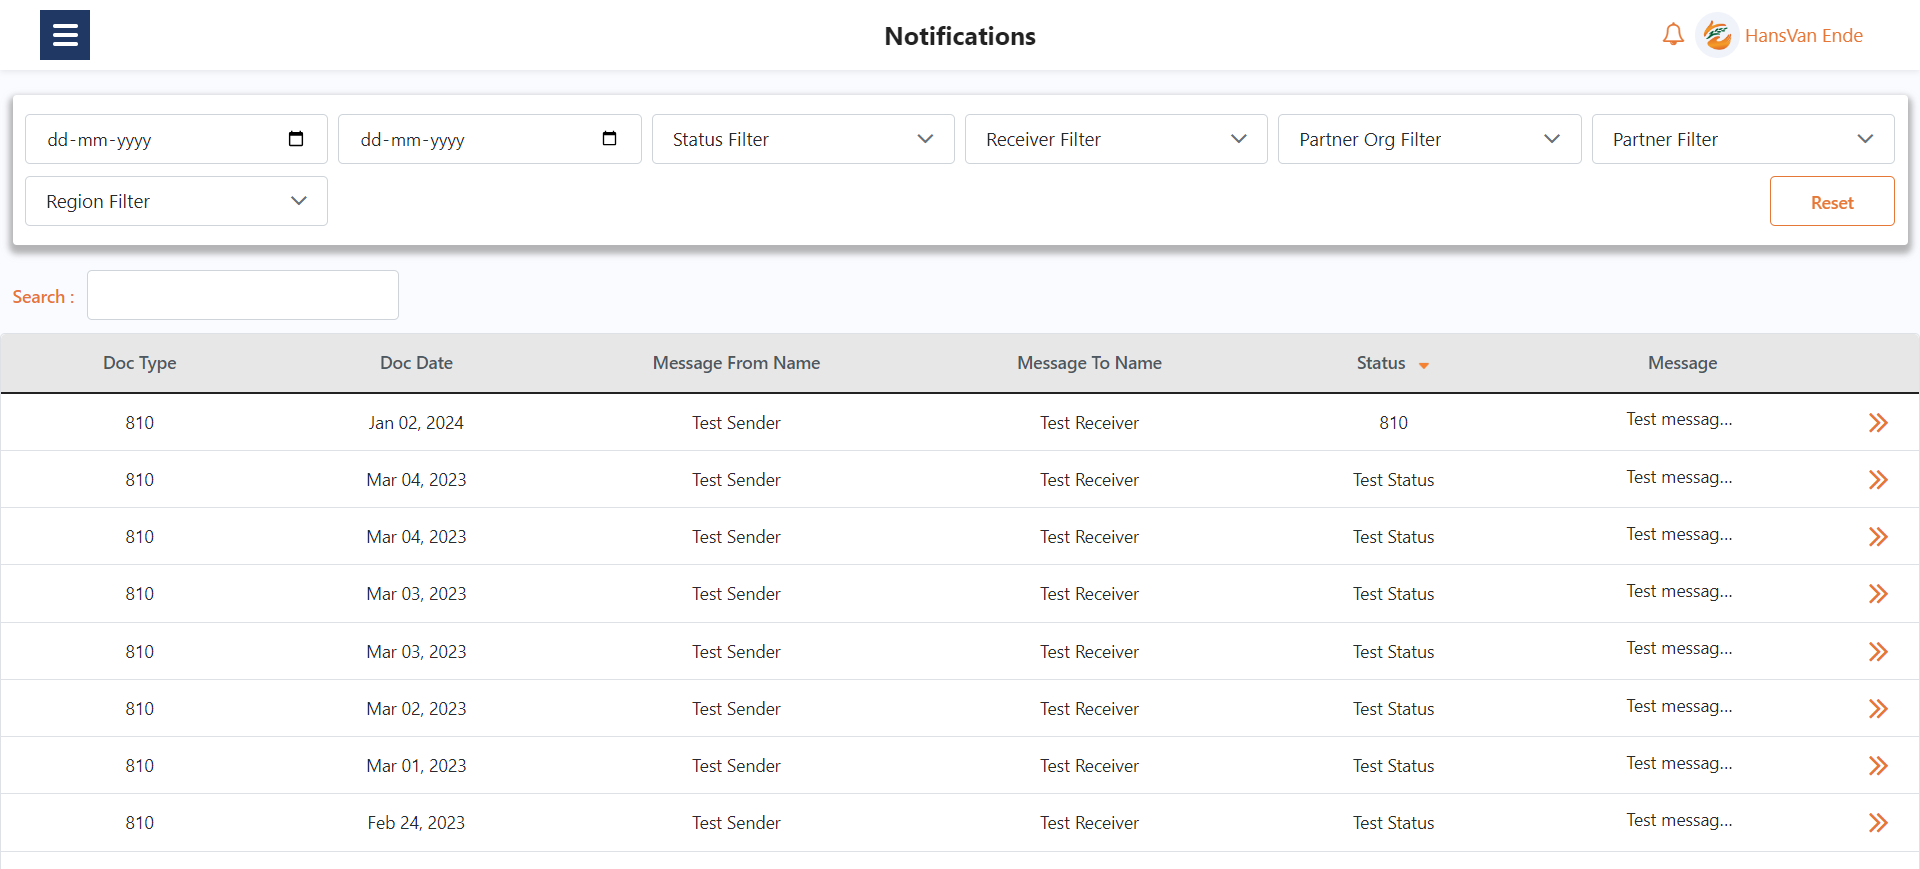 Notifications
HansVan Ende
dd-mm-yyyy dd-mm-yyyy Status Filter Receiver Filter Partner Org Filter Partner Filter
Region Filter Reset
Search :
Doc Type Doc Date Message From Name Message To Name Status Message
810 Jan 02, 2024 Test Sender Test Receiver 810 Test messag...
810 Mar 04, 2023 Test Sender Test Receiver Test Status Test messag...
810 Mar 04, 2023 Test Sender Test Receiver Test Status Test messag...
810 Mar 03, 2023 Test Sender Test Receiver Test Status Test messag...
810 Mar 03, 2023 Test Sender Test Receiver Test Status Test messag...
810 Mar 02, 2023 Test Sender Test Receiver Test Status Test messag...
810 Mar 01, 2023 Test Sender Test Receiver Test Status Test messag...
810 Feb 24, 2023 Test Sender Test Receiver Test Status Test messag...